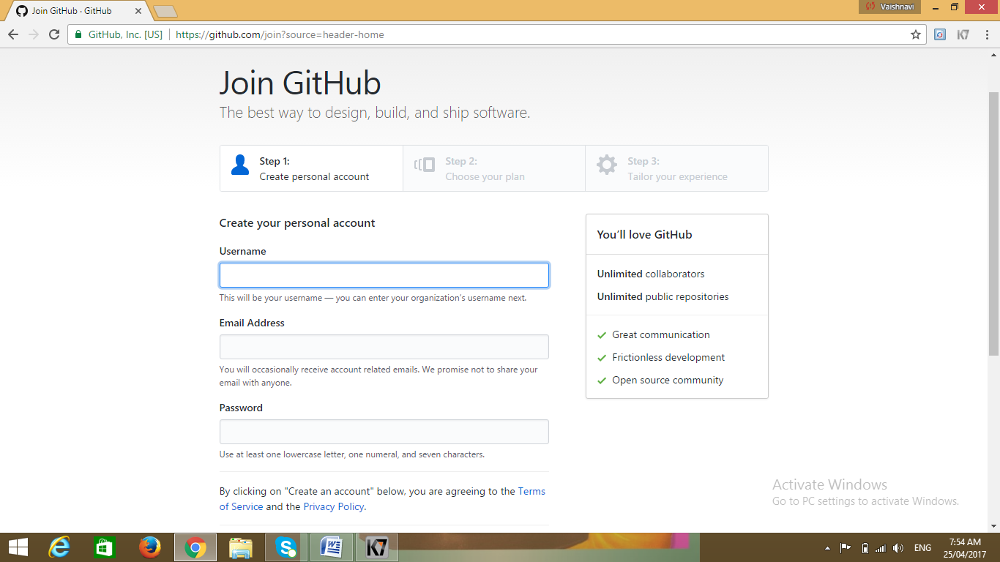 Join GitHub · GitHub
Vaishnavi
GitHub, Inc. [US]
https://github.com/join?source=header-home
K7
Join GitHub
The best way to design, build, and ship software.
Step 1:
Create personal account
Step 2:
Choose your plan
Step 3:
Tailor your experience
Create your personal account
Username
This will be your username — you can enter your organization's username next.
Email Address
You will occasionally receive account related emails. We promise not to share your
email with anyone.
Password
Use at least one lowercase letter, one numeral, and seven characters.
By clicking on "Create an account" below, you are agreeing to the Terms
of Service and the Privacy Policy.
You'll love GitHub
Unlimited collaborators
Unlimited public repositories
Great communication
Frictionless development
Open source community
Activate Windows
Go to PC settings to activate Windows.
K7
ENG
7:54 AM
25/04/2017